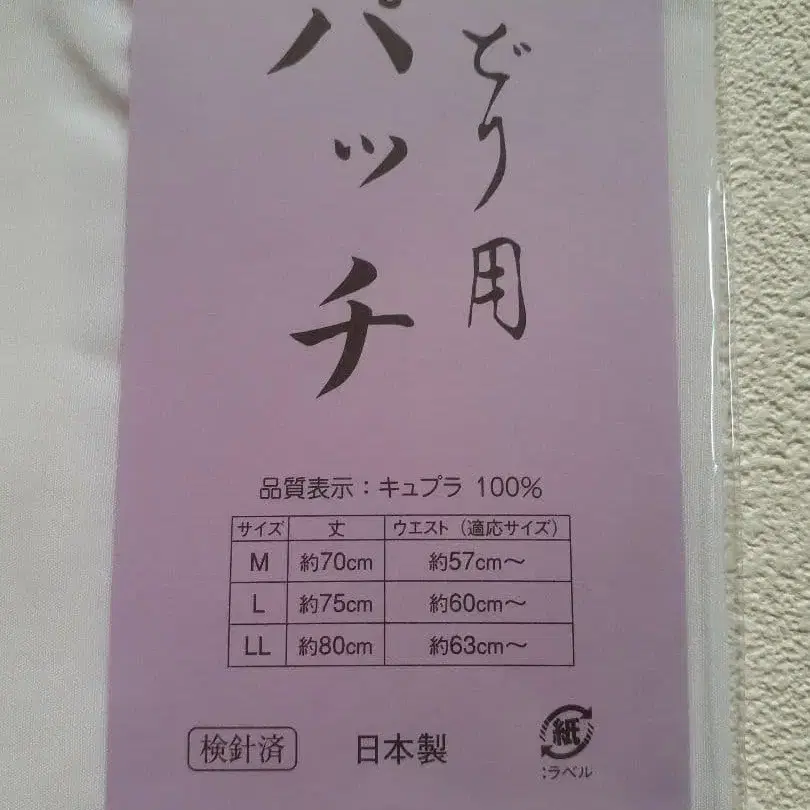 どり用
パッチ
品質表示：キュプラ 100%
サイズ 丈 ウエスト（適応サイズ）
M 約70cm 約57cm〜
L 約75cm 約60cm〜
LL 約80cm 約63cm〜
検針済 日本製 紙
:ラベル